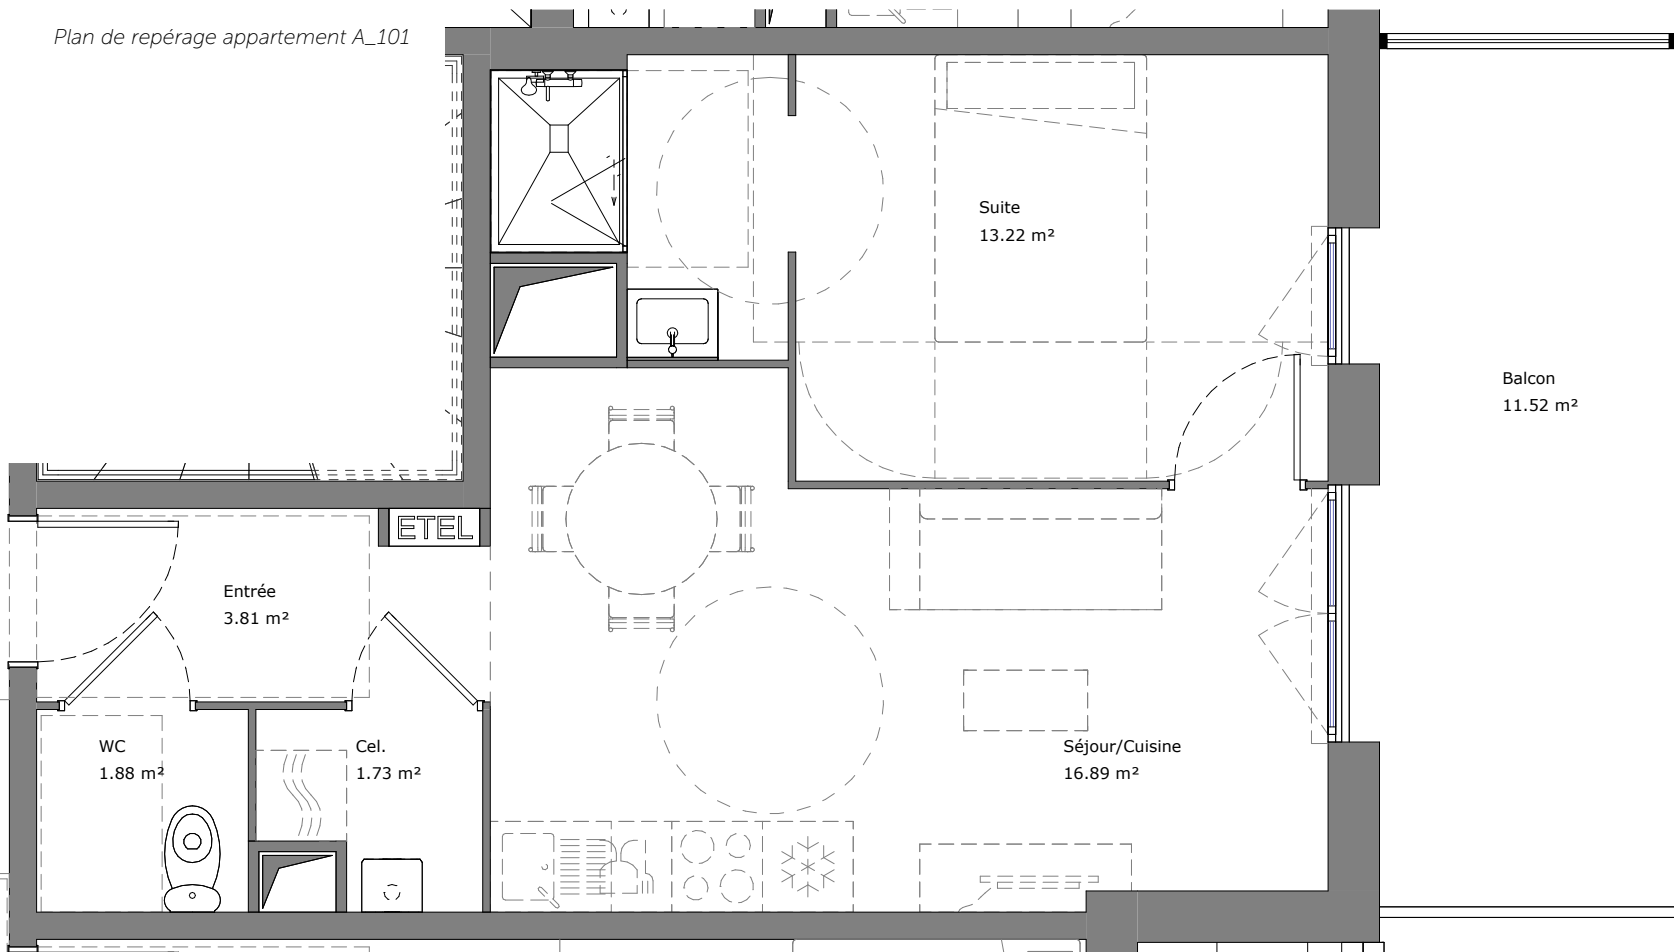 Plan de repérage appartement A_101
Suite
13.22 m²
Balcon
11.52 m²
ETEL
Entrée
3.81 m²
WC
1.88 m²
Cel.
1.73 m²
Séjour/Cuisine
16.89 m²